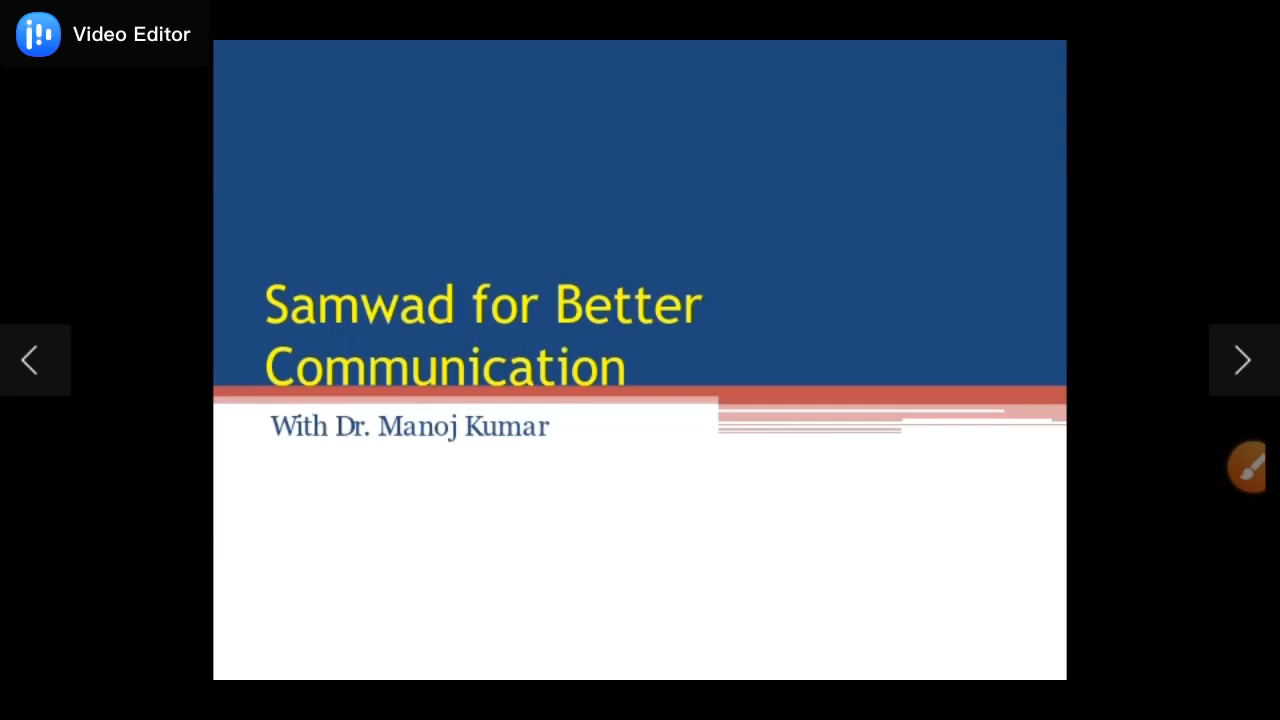 Video Editor
Samwad for Better
Communication
With Dr. Manoj Kumar